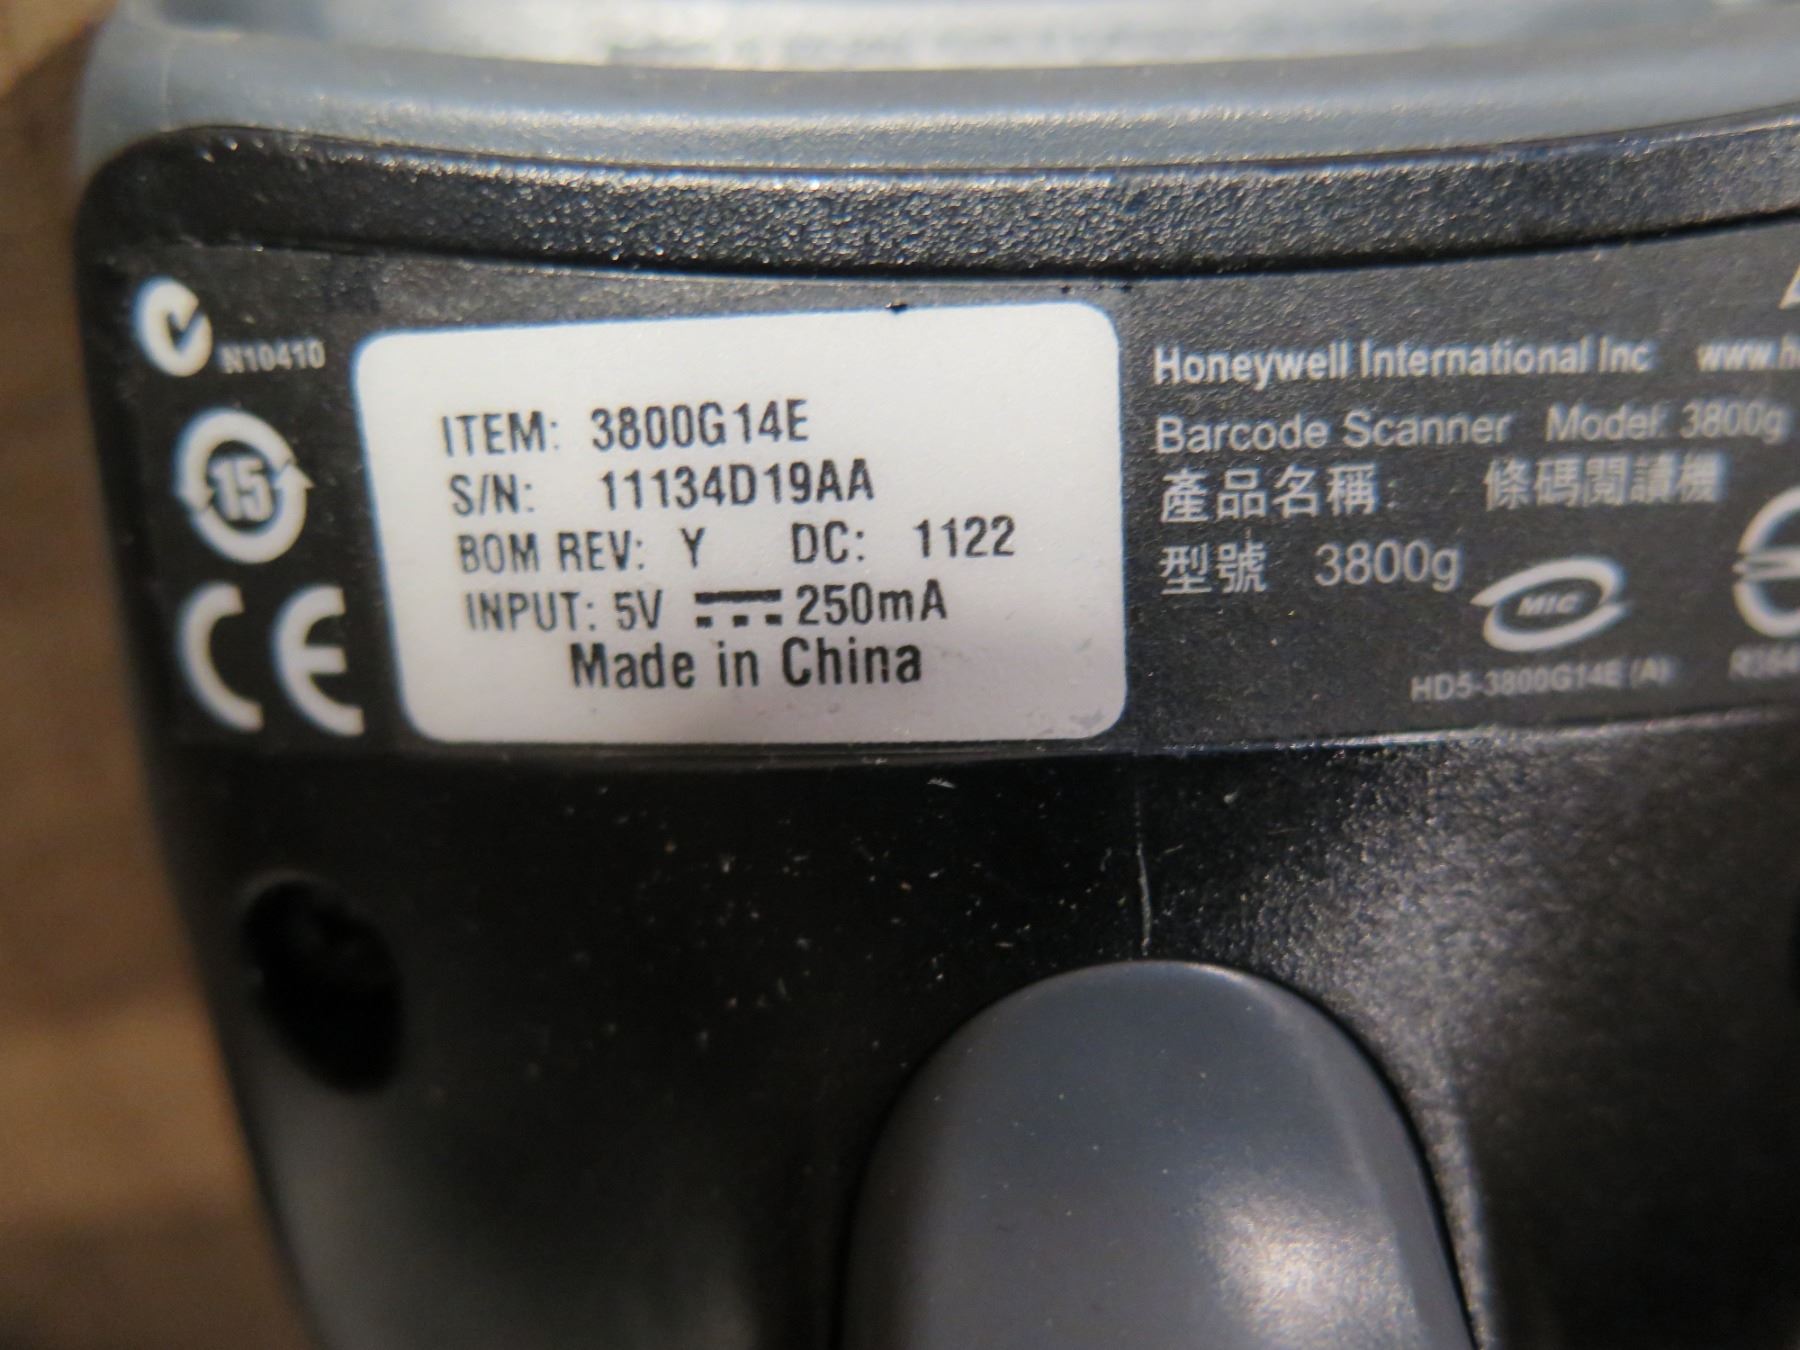 N10410
15
CE
ITEM: 3800G14E
S/N: 11134D19AA
BOM REV: Y DC: 1122
INPUT: 5V 250mA
Made in China
Honeywell International Inc
Barcode Scanner Model: 3800g
產品名稱: 條碼閱讀機
型號 3800g
MIC
HD5-3800G14E (A)